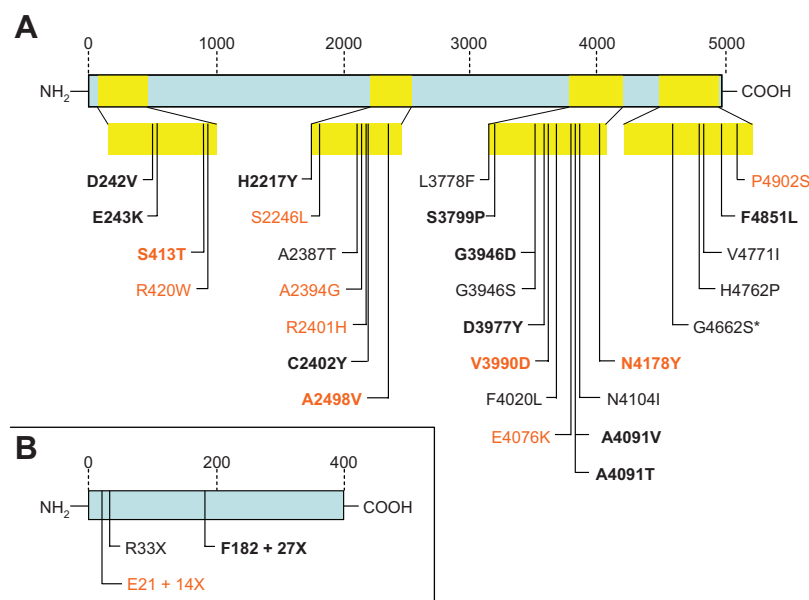 A
0 1000 2000 3000 4000 5000
NH2 COOH
D242V H2217Y L3778F P4902S
E243K S2246L S3799P F4851L
S413T A2387T G3946D V4771I
R420W A2394G G3946S H4762P
R2401H D3977Y G4662S*
C2402Y V3990D N4178Y
A2498V F4020L N4104I
E4076K A4091V
A4091T
B
0 200 400
NH2 COOH
R33X F182 + 27X
E21 + 14X